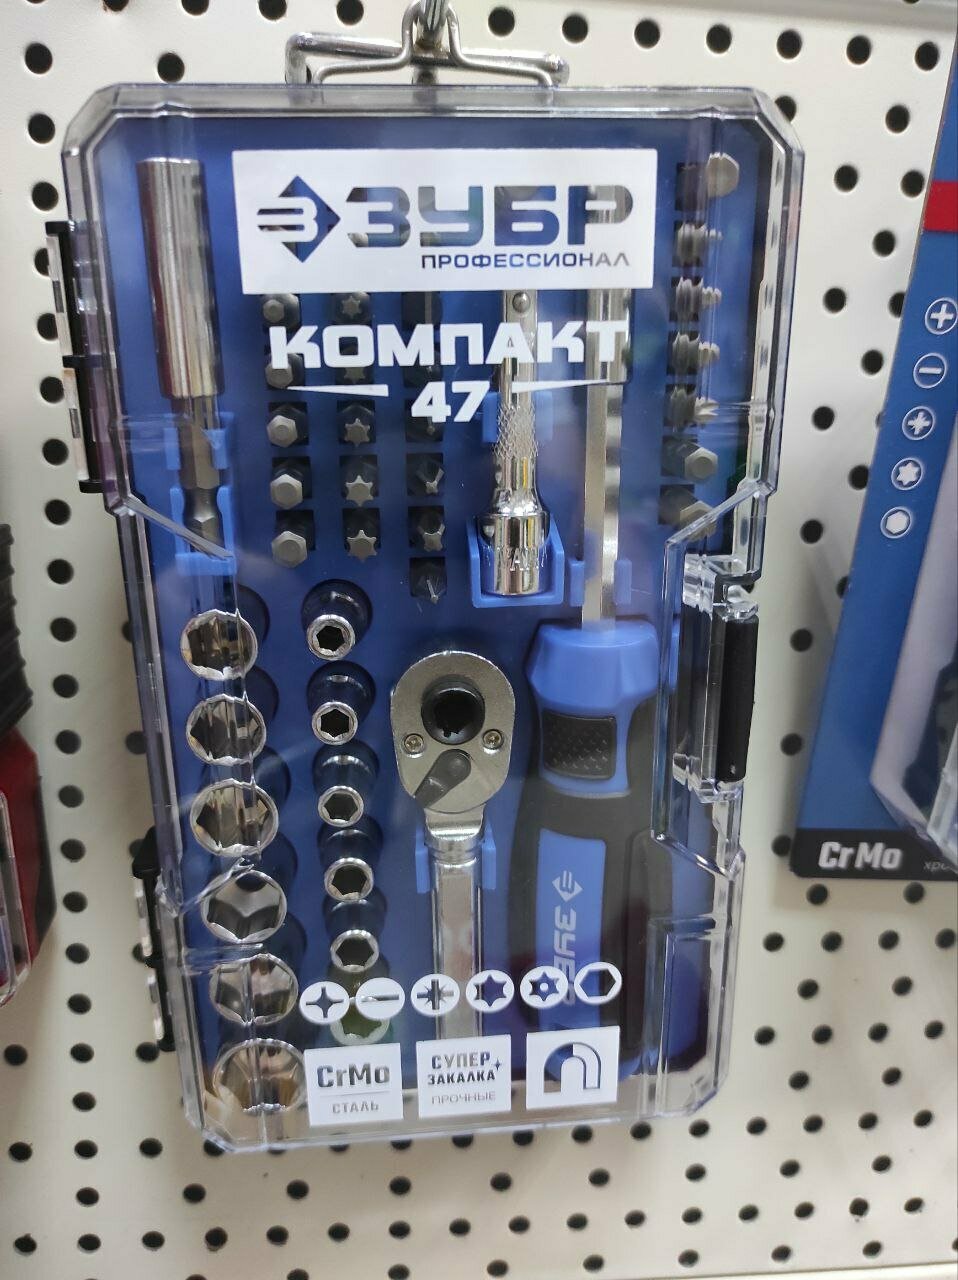 ЗУБР
ПРОФЕССИОНАЛ
КОМПАКТ
47
ЗУБР
CrMo
СТАЛЬ
СУПЕР
ЗАКАЛКА
ПРОЧНЫЕ
CrMo